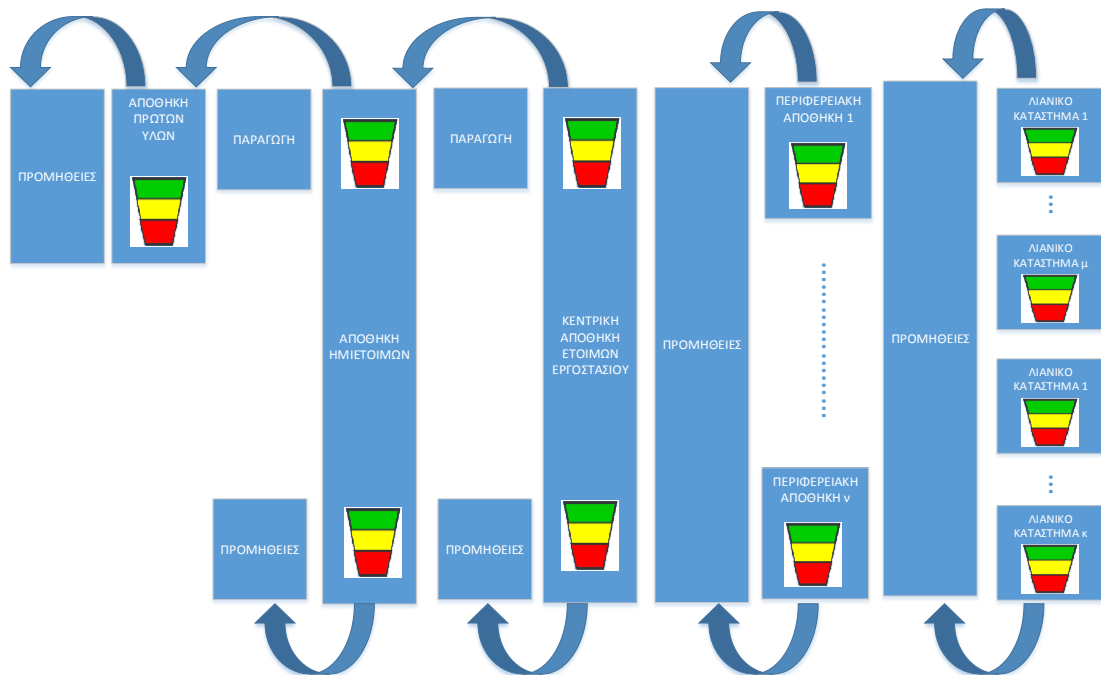 ΠΡΟΜΗΘΕΙΕΣ
ΑΠΟΘΗΚΗ
ΠΡΩΤΩΝ
ΥΛΩΝ
ΠΑΡΑΓΩΓΗ
ΑΠΟΘΗΚΗ
ΗΜΙΕΤΟΙΜΩΝ
ΠΡΟΜΗΘΕΙΕΣ
ΠΑΡΑΓΩΓΗ
ΠΡΟΜΗΘΕΙΕΣ
ΚΕΝΤΡΙΚΗ
ΑΠΟΘΗΚΗ
ΕΤΟΙΜΩΝ
ΕΡΓΟΣΤΑΣΙΟΥ
ΠΡΟΜΗΘΕΙΕΣ
ΠΕΡΙΦΕΡΕΙΑΚΗ
ΑΠΟΘΗΚΗ 1
ΠΕΡΙΦΕΡΕΙΑΚΗ
ΑΠΟΘΗΚΗ ν
ΠΡΟΜΗΘΕΙΕΣ
ΛΙΑΝΙΚΟ
ΚΑΤΑΣΤΗΜΑ 1
ΛΙΑΝΙΚΟ
ΚΑΤΑΣΤΗΜΑ μ
ΛΙΑΝΙΚΟ
ΚΑΤΑΣΤΗΜΑ 1
ΛΙΑΝΙΚΟ
ΚΑΤΑΣΤΗΜΑ κ